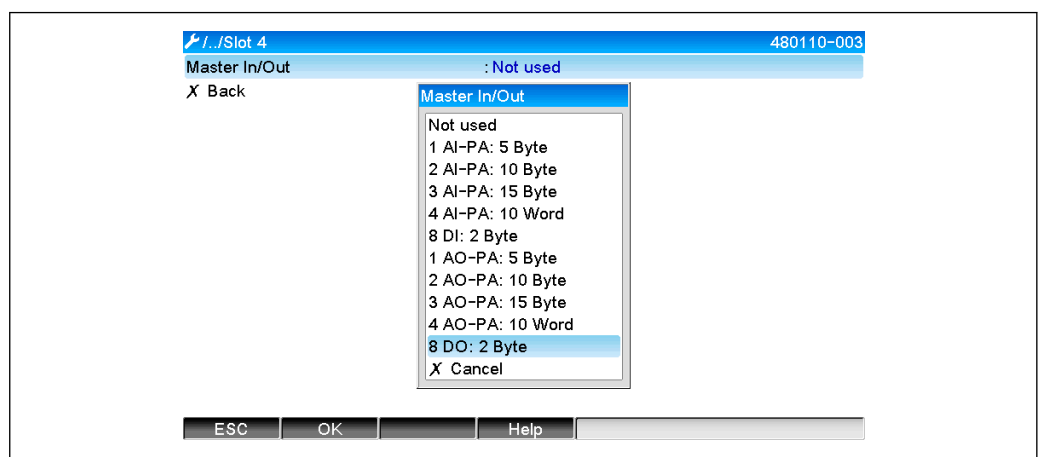 /../Slot 4 480110-003
Master In/Out : Not used
X Back
Master In/Out
Not used
1 AI-PA: 5 Byte
2 AI-PA: 10 Byte
3 AI-PA: 15 Byte
4 AI-PA: 10 Word
8 DI: 2 Byte
1 AO-PA: 5 Byte
2 AO-PA: 10 Byte
3 AO-PA: 15 Byte
4 AO-PA: 10 Word
8 DO: 2 Byte
X Cancel
ESC OK Help